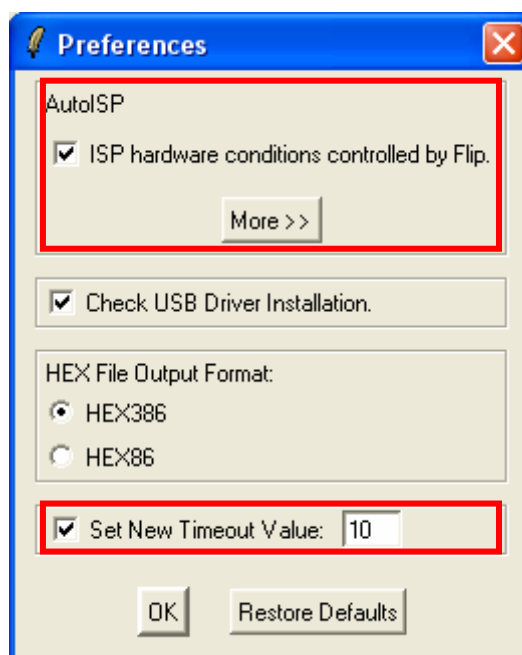 Preferences
AutoISP
ISP hardware conditions controlled by Flip.
More >>
Check USB Driver Installation.
HEX File Output Format:
HEX386
HEX86
Set New Timeout Value: 10
OK Restore Defaults